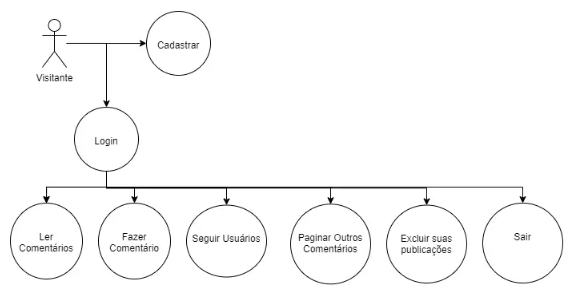 Cadastrar
Visitante
Login
Ler
Comentários
Fazer
Comentário
Seguir Usuários
Paginar Outros
Comentários
Excluir suas
publicações
Sair